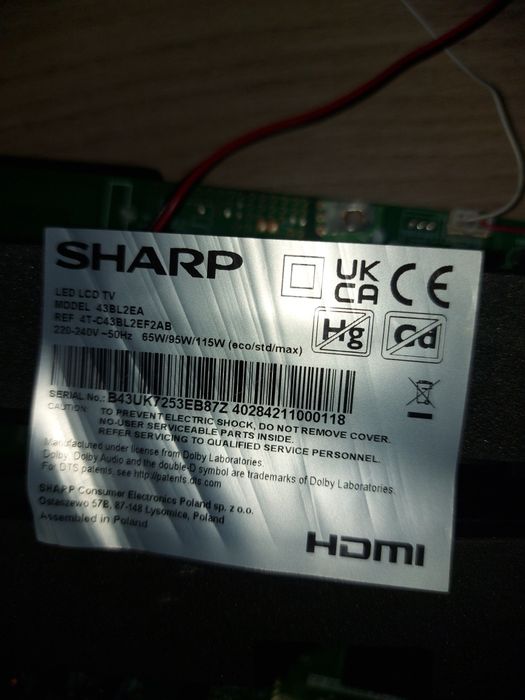 SHARP
UK
CA
CE
LED LCD TV
MODEL 43BL2EA
REF 4T-C43BL2EF2AB
220-240V ~50Hz 65W/95W/115W (eco/std/max)
Hg
Cd
SERIAL No.: B43UK7253EB87Z 40284211000118
CAUTION: TO PREVENT ELECTRIC SHOCK, DO NOT REMOVE COVER.
NO-USER SERVICEABLE PARTS INSIDE.
REFER SERVICING TO QUALIFIED SERVICE PERSONNEL.
Manufactured under license from Dolby Laboratories.
Dolby, Dolby Audio and the double-D symbol are trademarks of Dolby Laboratories.
For DTS patents, see http://patents.dts.com
SHARP Consumer Electronics Poland sp. z o.o.
Ostaszewo 57B, 87-148 Łysomice, Poland
Assembled in Poland
HDMI